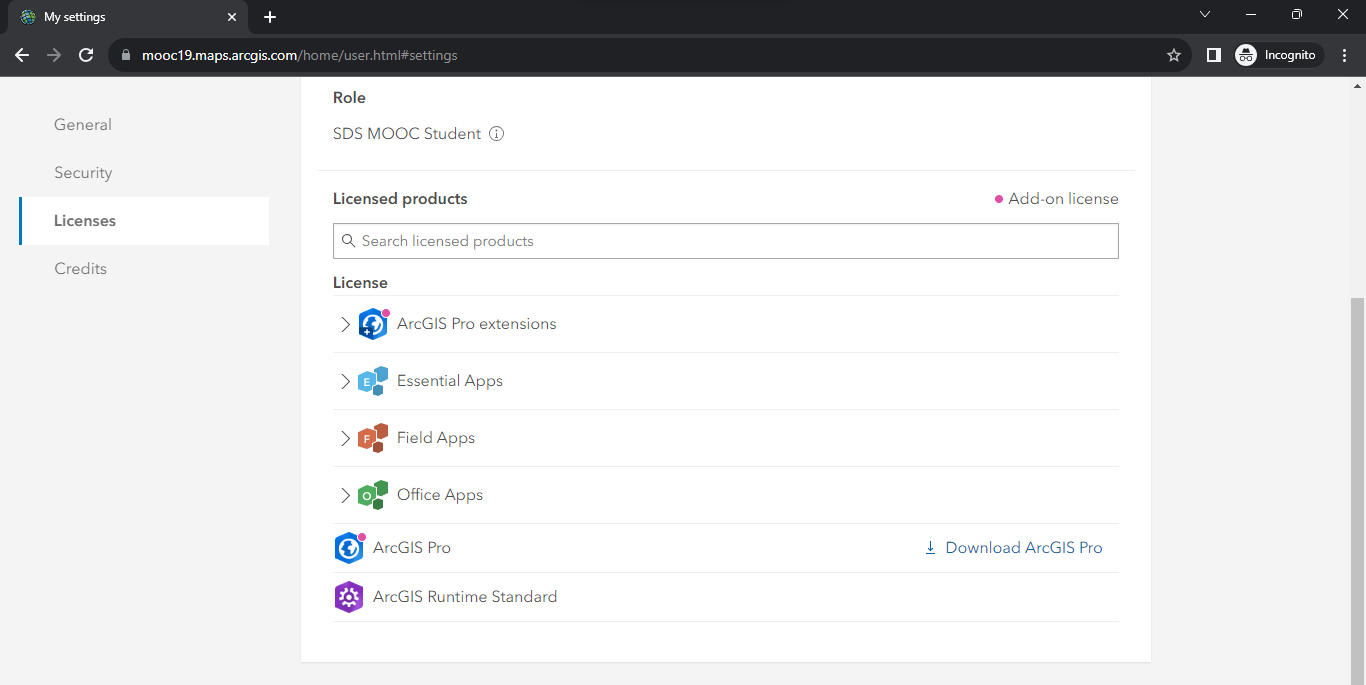 My settings
mooc19.maps.arcgis.com/home/user.html#settings
Incognito
General
Security
Licenses
Credits
Role
SDS MOOC Student
Licensed products
Add-on license
Search licensed products
License
ArcGIS Pro extensions
E
Essential Apps
F
Field Apps
O
Office Apps
ArcGIS Pro
Download ArcGIS Pro
ArcGIS Runtime Standard